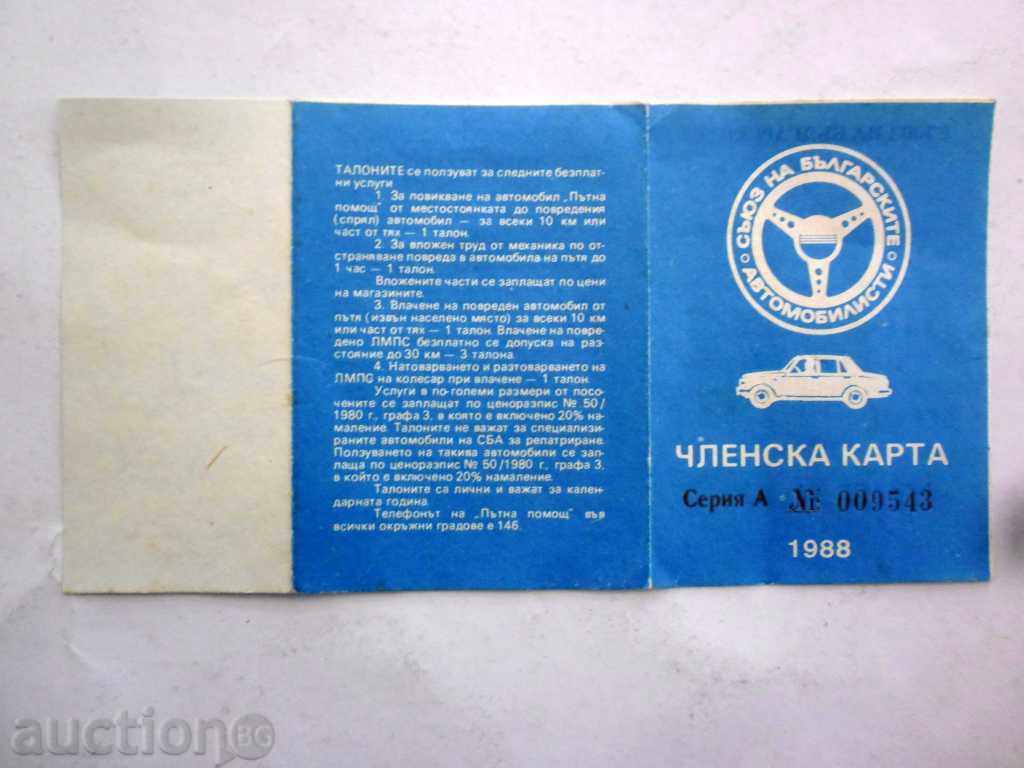 ТАЛОНИТЕ се ползуват за следните безплат-
ни услуги
1. За повикване на автомобил „Пътна
помощ" от местостоянката до повредения
(спрял) автомобил — за всеки 10 км или
част от тях — 1 талон.
2. За вложен труд от механика по от-
страняване повреда в автомобила на пътя до
1 час — 1 талон.
Вложените части се заплащат по цени
на магазините.
3. Влачене на повреден автомобил от
пътя (извън населено място) за всеки 10 км
или част от тях — 1 талон. Влачене на повре-
дено ЛМПС безплатно се допуска на раз-
стояние до 30 км — 3 талона.
4. Натоварването и разтоварването на
ЛМПС на колесар при влачене — 1 талон.
Услуги в по-големи размери от посо-
чените се заплащат по ценоразпис № 50/
1980 г., графа 3, в която е включено 20% на-
маление. Талоните не важат за специализи-
раните автомобили на СБА за репатриране.
Ползуването на такива автомобили се зап-
лаща по ценоразпис № 50/1980 г., графа 3,
в който е включено 20% намаление.
Талоните са лични и важат за кален-
дарната година.
Телефонът на „Пътна помощ" във
всички окръжни градове е 146.
СЪЮЗ НА БЪЛГАРСКИТЕ
АВТОМОБИЛИСТИ
ЧЛЕНСКА КАРТА
Серия А № 009543
1988
auction BG